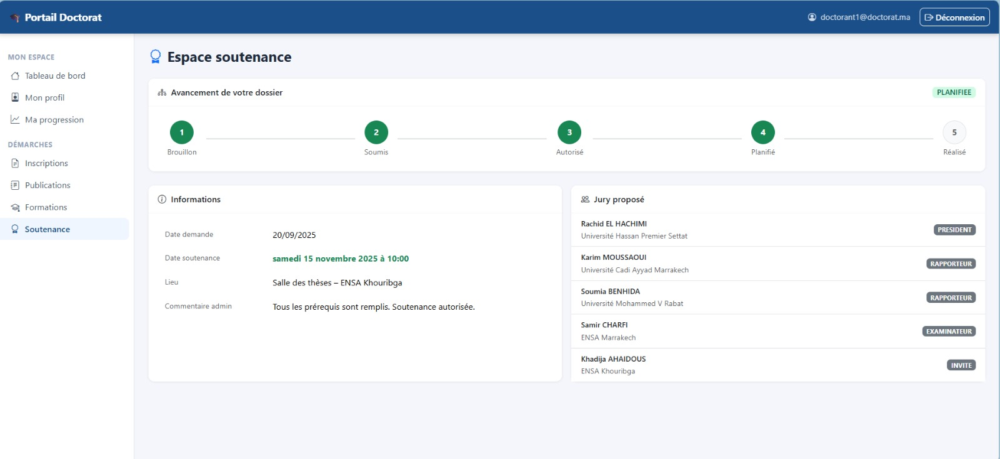 Portail Doctorat
doctorant1@doctorat.ma
Déconnexion
MON ESPACE
Tableau de bord
Mon profil
Ma progression
DÉMARCHES
Inscriptions
Publications
Formations
Soutenance
Espace soutenance
Avancement de votre dossier
PLANIFIEE
1
Brouillon
2
Soumis
3
Autorisé
4
Planifié
5
Réalisé
Informations
Date demande
20/09/2025
Date soutenance
samedi 15 novembre 2025 à 10:00
Lieu
Salle des thèses – ENSA Khouribga
Commentaire admin
Tous les prérequis sont remplis. Soutenance autorisée.
Jury proposé
Rachid EL HACHIMI
Université Hassan Premier Settat
PRESIDENT
Karim MOUSSAOUI
Université Cadi Ayyad Marrakech
RAPPORTEUR
Soumia BENHIDA
Université Mohammed V Rabat
RAPPORTEUR
Samir CHARFI
ENSA Marrakech
EXAMINATEUR
Khadija AHAIDOUS
ENSA Khouribga
INVITE